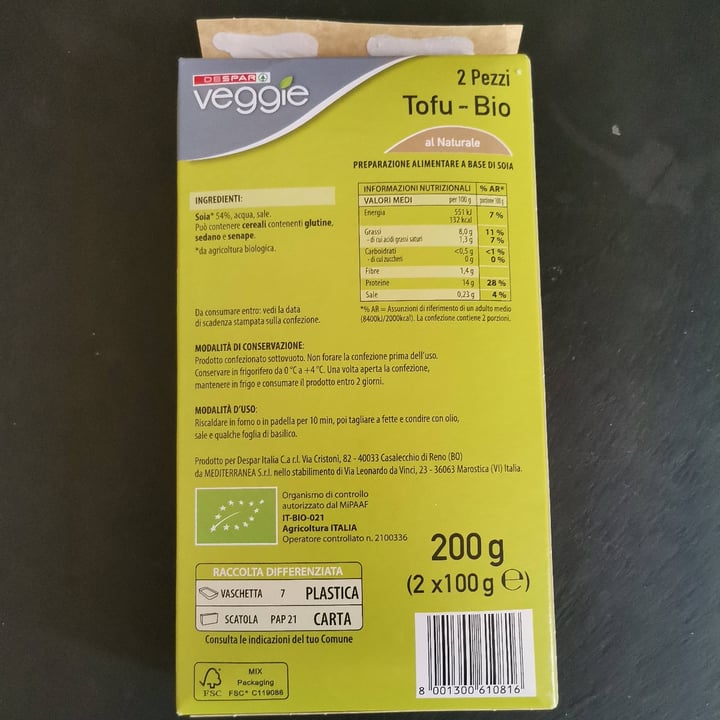 DESPAR
veggie
2 Pezzi
Tofu - Bio
al Naturale
PREPARAZIONE ALIMENTARE A BASE DI SOIA
INGREDIENTI:
Soia* 54%, acqua, sale.
Può contenere cereali contenenti glutine,
sedano e senape.
*da agricoltura biologica.
INFORMAZIONI NUTRIZIONALI % AR*
VALORI MEDI per 100 g porzione 100 g
Energia 551 kJ 7 %
132 kcal
Grassi 8,0 g 11 %
- di cui acidi grassi saturi 1,3 g 7 %
Carboidrati <0,5 g <1 %
- di cui zuccheri 0 g 0 %
Fibre 1,4 g
Proteine 14 g 28 %
Sale 0,23 g 4 %
*% AR = Assunzioni di riferimento di un adulto medio
(8400kJ/2000kcal). La confezione contiene 2 porzioni.
Da consumare entro: vedi la data
di scadenza stampata sulla confezione.
MODALITÀ DI CONSERVAZIONE:
Prodotto confezionato sottovuoto. Non forare la confezione prima dell'uso.
Conservare in frigorifero da 0 °C a +4 °C. Una volta aperta la confezione,
mantenere in frigo e consumare il prodotto entro 2 giorni.
MODALITÀ D'USO:
Riscaldare in forno o in padella per 10 min, poi tagliare a fette e condire con olio,
sale e qualche foglia di basilico.
Prodotto per Despar Italia C.a r.l. Via Cristoni, 82 - 40033 Casalecchio di Reno (BO)
da MEDITERRANEA S.r.l. nello stabilimento di Via Leonardo da Vinci, 23 - 36063 Marostica (VI) Italia.
Organismo di controllo
autorizzato dal MiPAAF
IT-BIO-021
Agricoltura ITALIA
Operatore controllato n. 2100336
200 g
(2 x100 g ℮)
RACCOLTA DIFFERENZIATA
VASCHETTA 7 PLASTICA
SCATOLA PAP 21 CARTA
Consulta le indicazioni del tuo Comune
FSC
MIX
Packaging
FSC® C119086
8 001300 610816